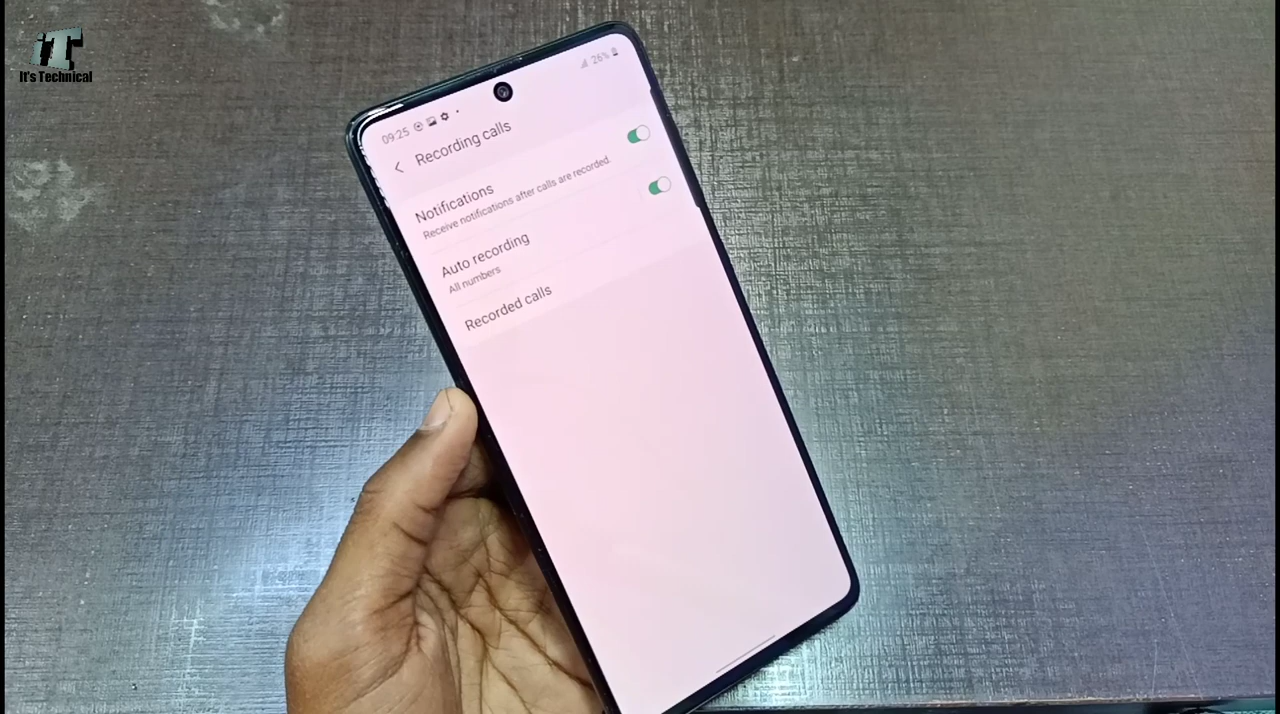 iT
It's Technical
09:25
26%
Recording calls
Notifications
Receive notifications after calls are recorded.
Auto recording
All numbers
Recorded calls